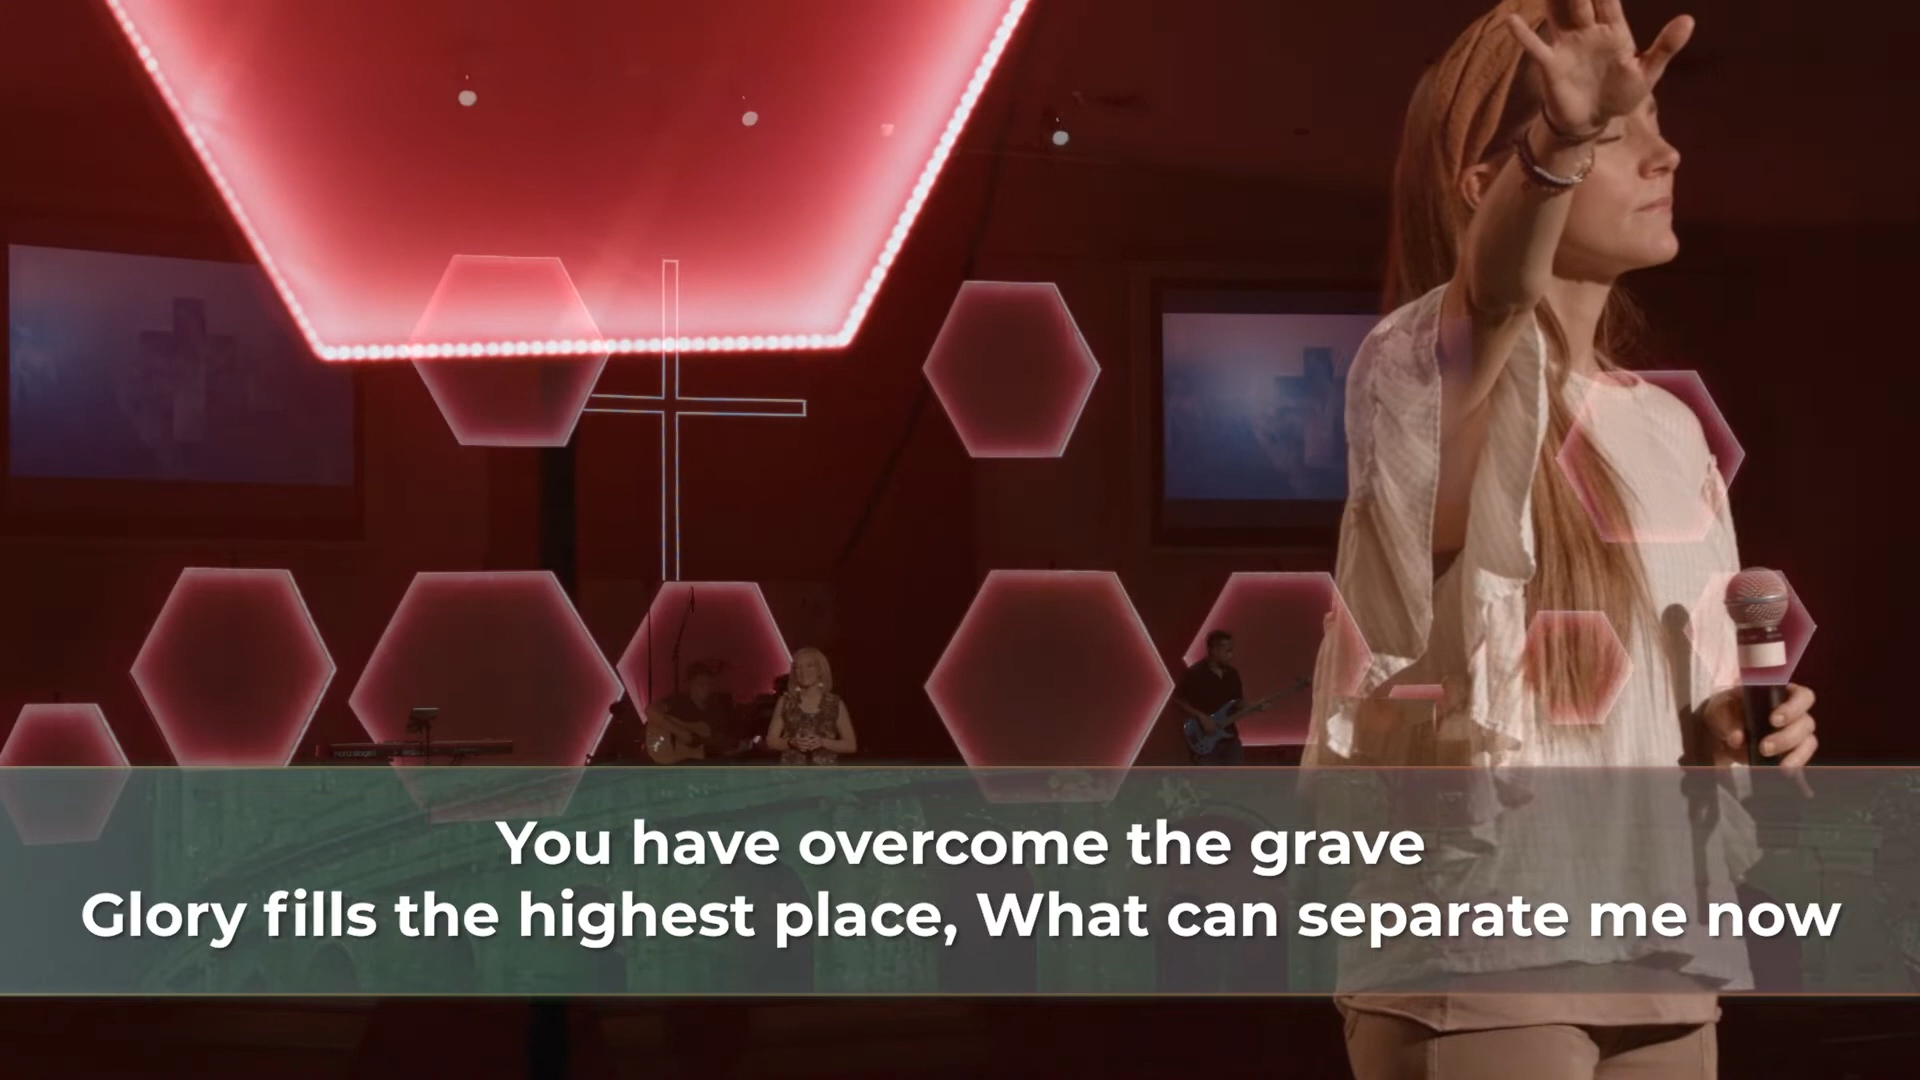 You have overcome the grave
Glory fills the highest place, What can separate me now